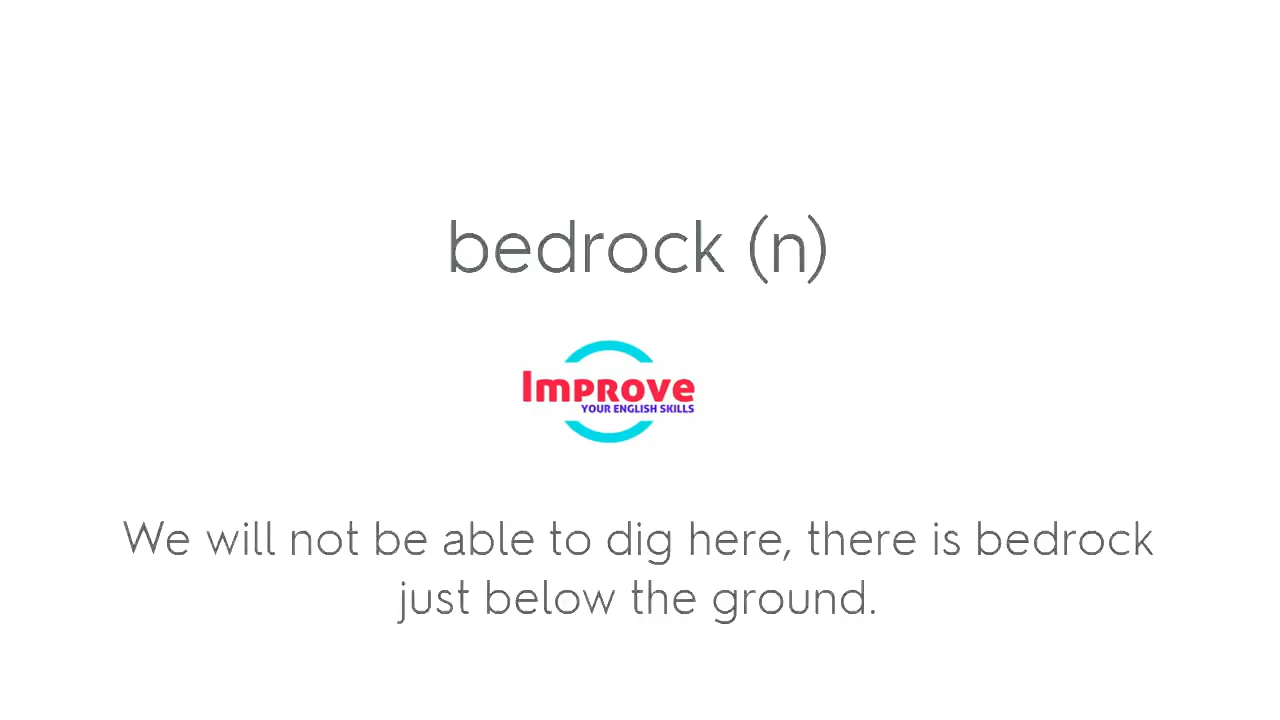 bedrock (n)
Improve
YOUR ENGLISH SKILLS
We will not be able to dig here, there is bedrock
just below the ground.